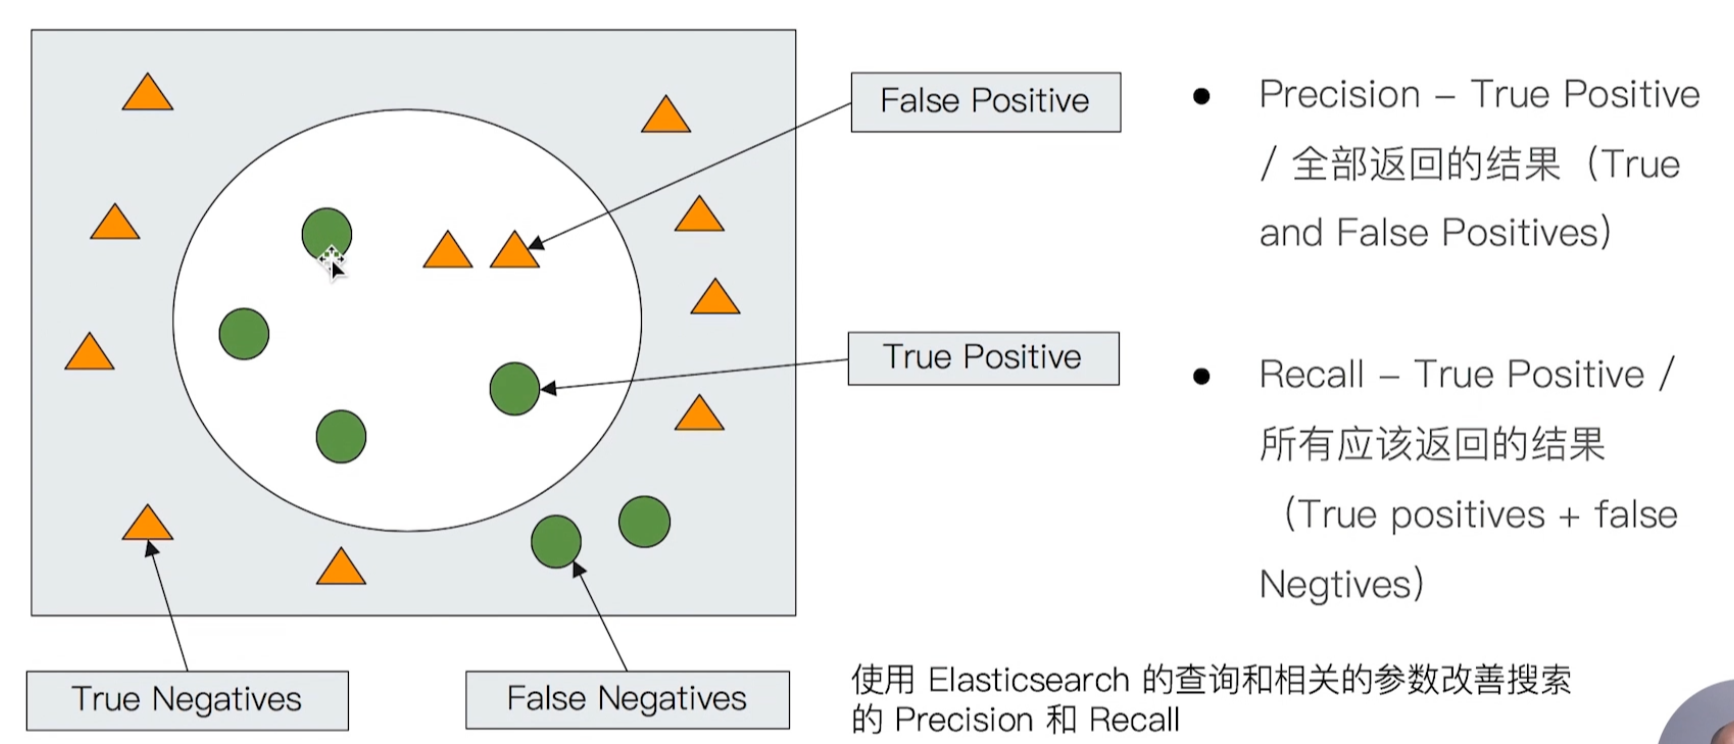 False Positive
True Positive
True Negatives
False Negatives
● Precision – True Positive
/ 全部返回的结果（True
and False Positives）
● Recall – True Positive /
所有应该返回的结果
（True positives + false
Negtives）
使用 Elasticsearch 的查询和相关的参数改善搜索
的 Precision 和 Recall